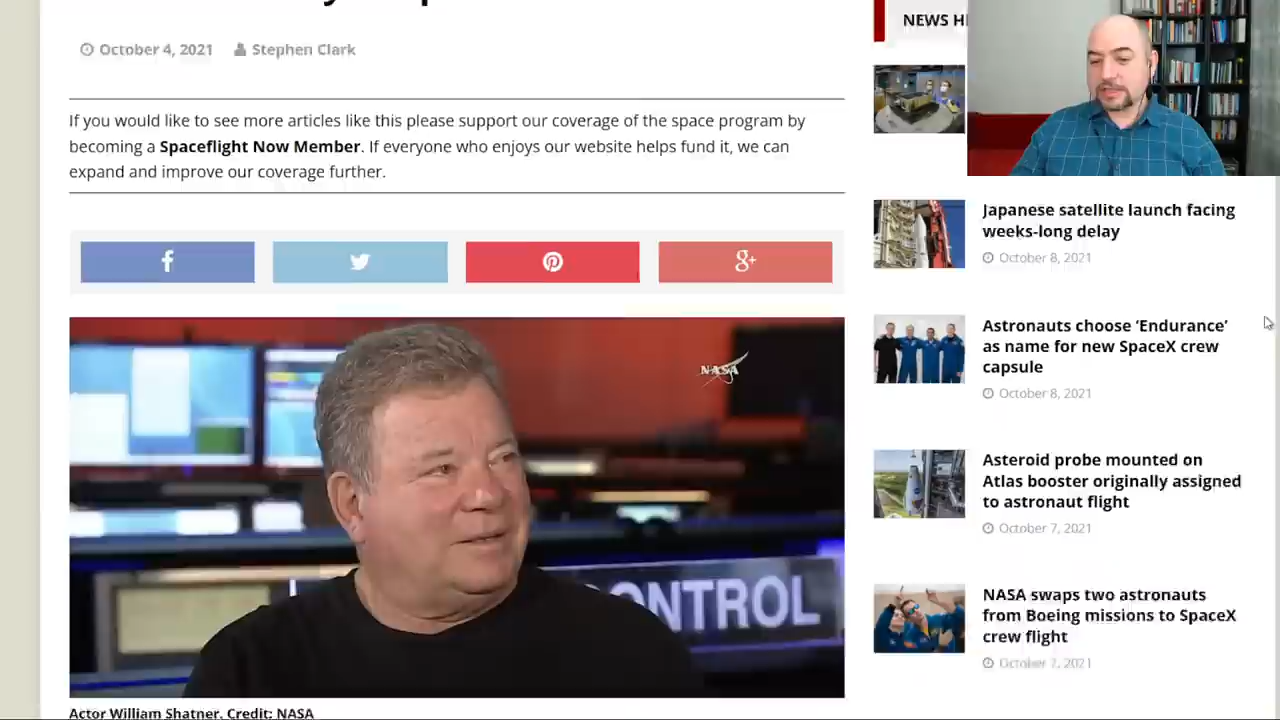 October 4, 2021 Stephen Clark
If you would like to see more articles like this please support our coverage of the space program by
becoming a Spaceflight Now Member. If everyone who enjoys our website helps fund it, we can
expand and improve our coverage further.
NASA
ONTROL
Actor William Shatner. Credit: NASA
NEWS
Japanese satellite launch facing
weeks-long delay
October 8, 2021
Astronauts choose ‘Endurance’
as name for new SpaceX crew
capsule
October 8, 2021
Asteroid probe mounted on
Atlas booster originally assigned
to astronaut flight
October 7, 2021
NASA swaps two astronauts
from Boeing missions to SpaceX
crew flight
October 7, 2021